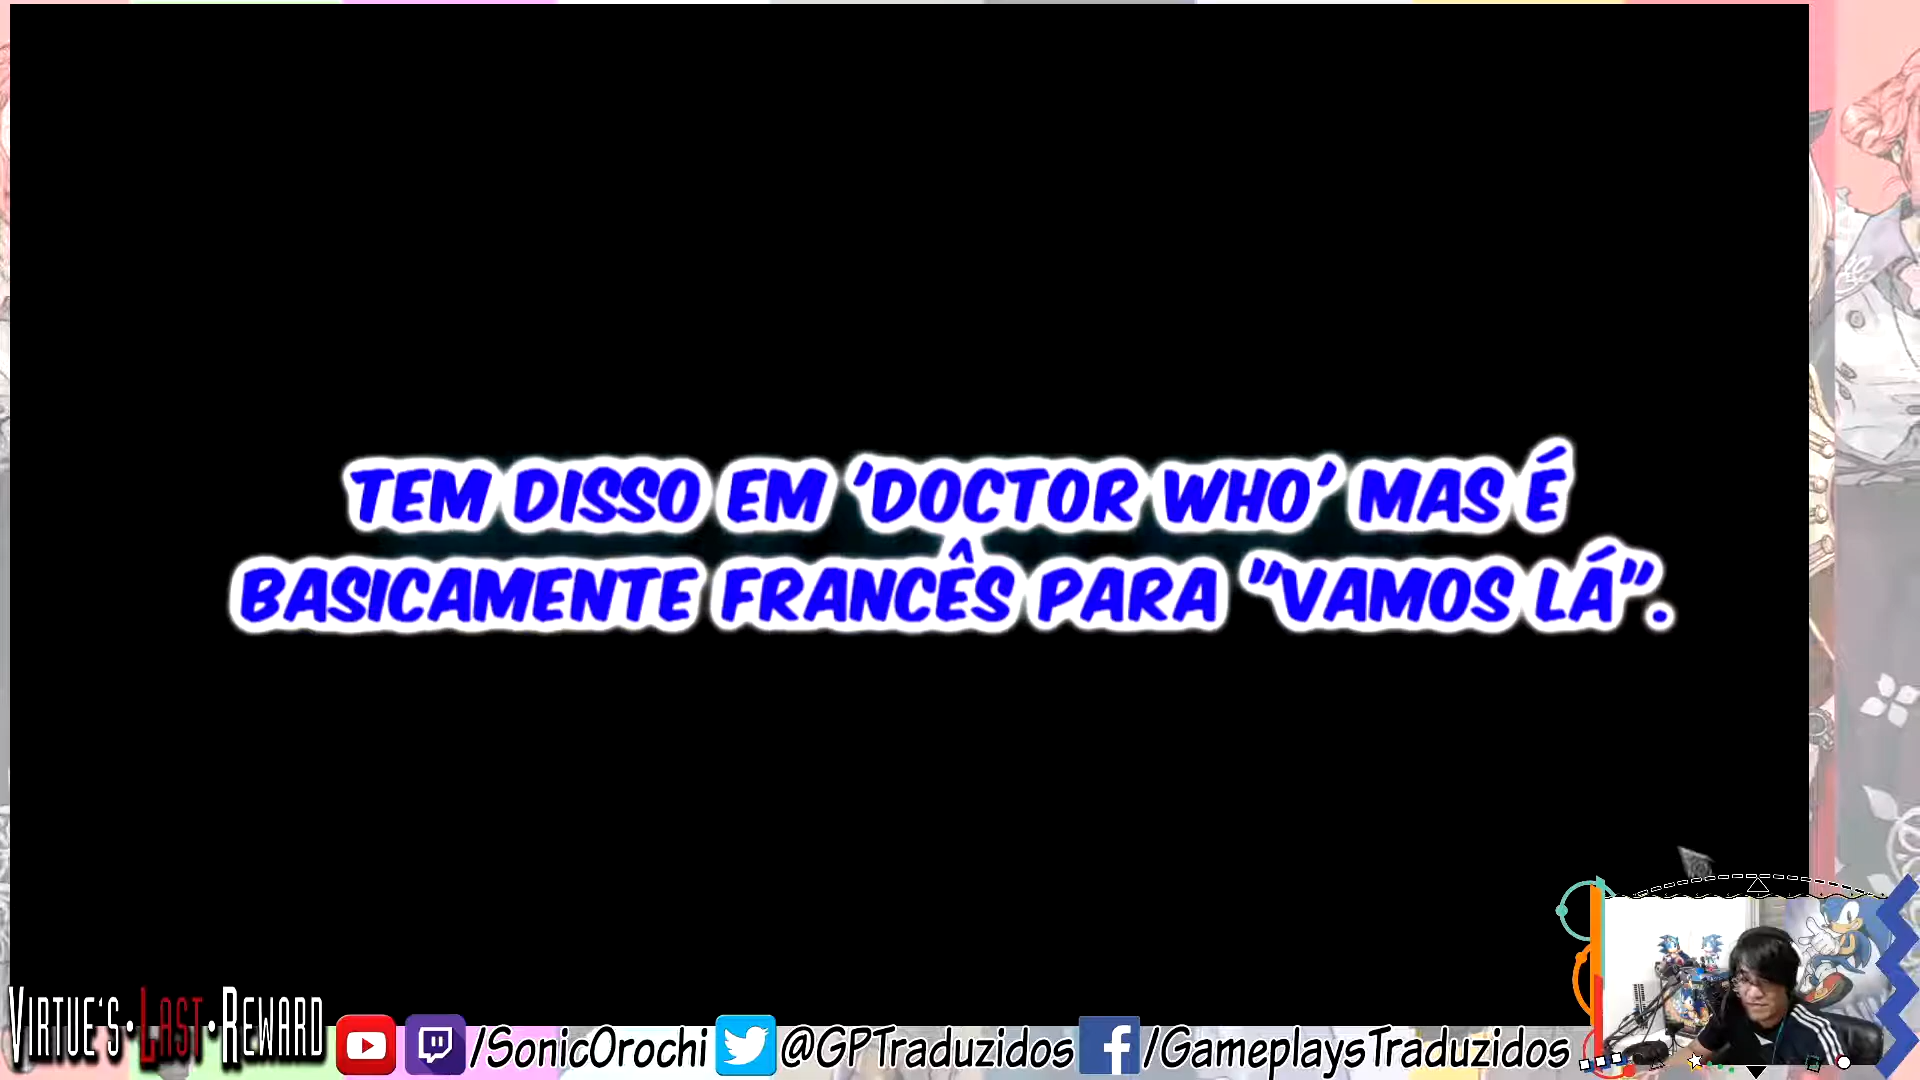 TEM DISSO EM 'DOCTOR WHO' MAS É
BASICAMENTE FRANCÊS PARA "VAMOS LÁ".
VIRTUE'S·LAST·REWARD /SonicOrochi @GPTraduzidos /GameplaysTraduzidos